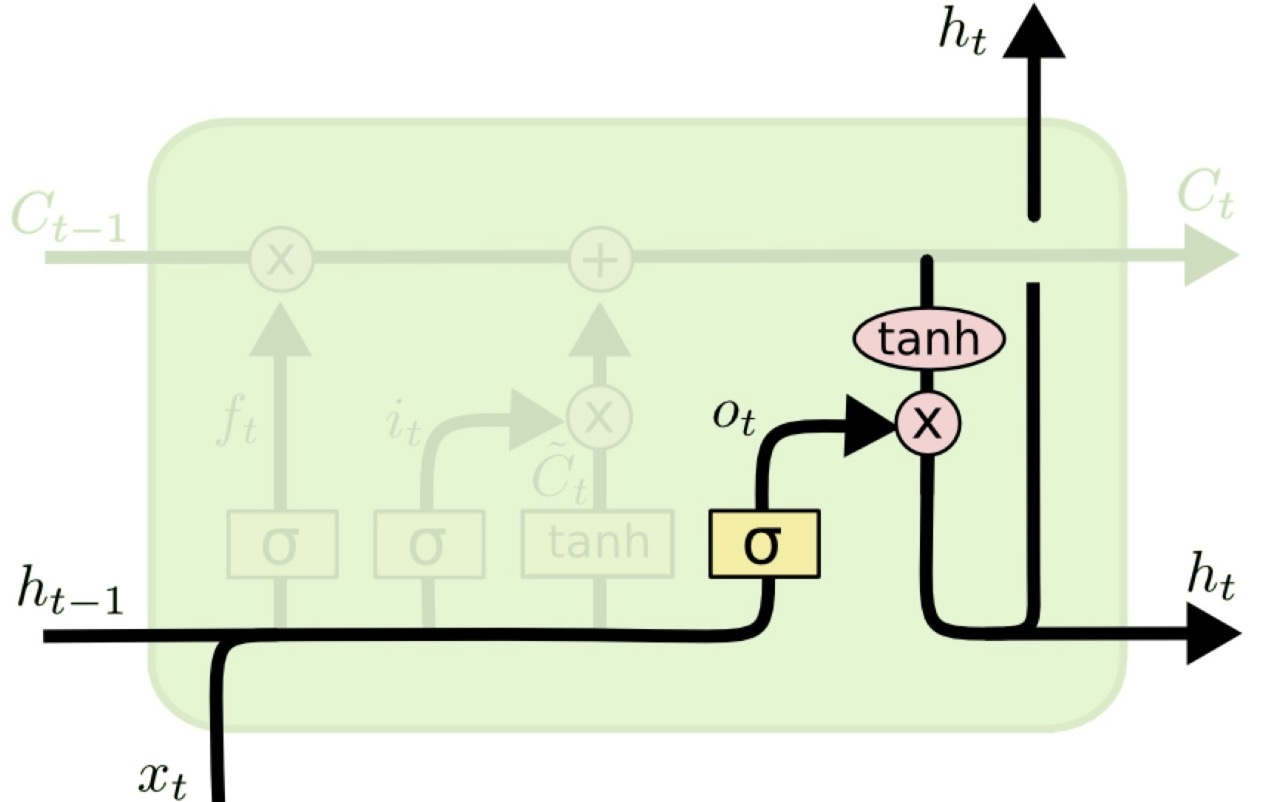 h_t
C_{t-1}
C_t
x
+
tanh
f_t
i_t
x
o_t
x
C̃_t
σ
σ
tanh
σ
h_{t-1}
h_t
x_t